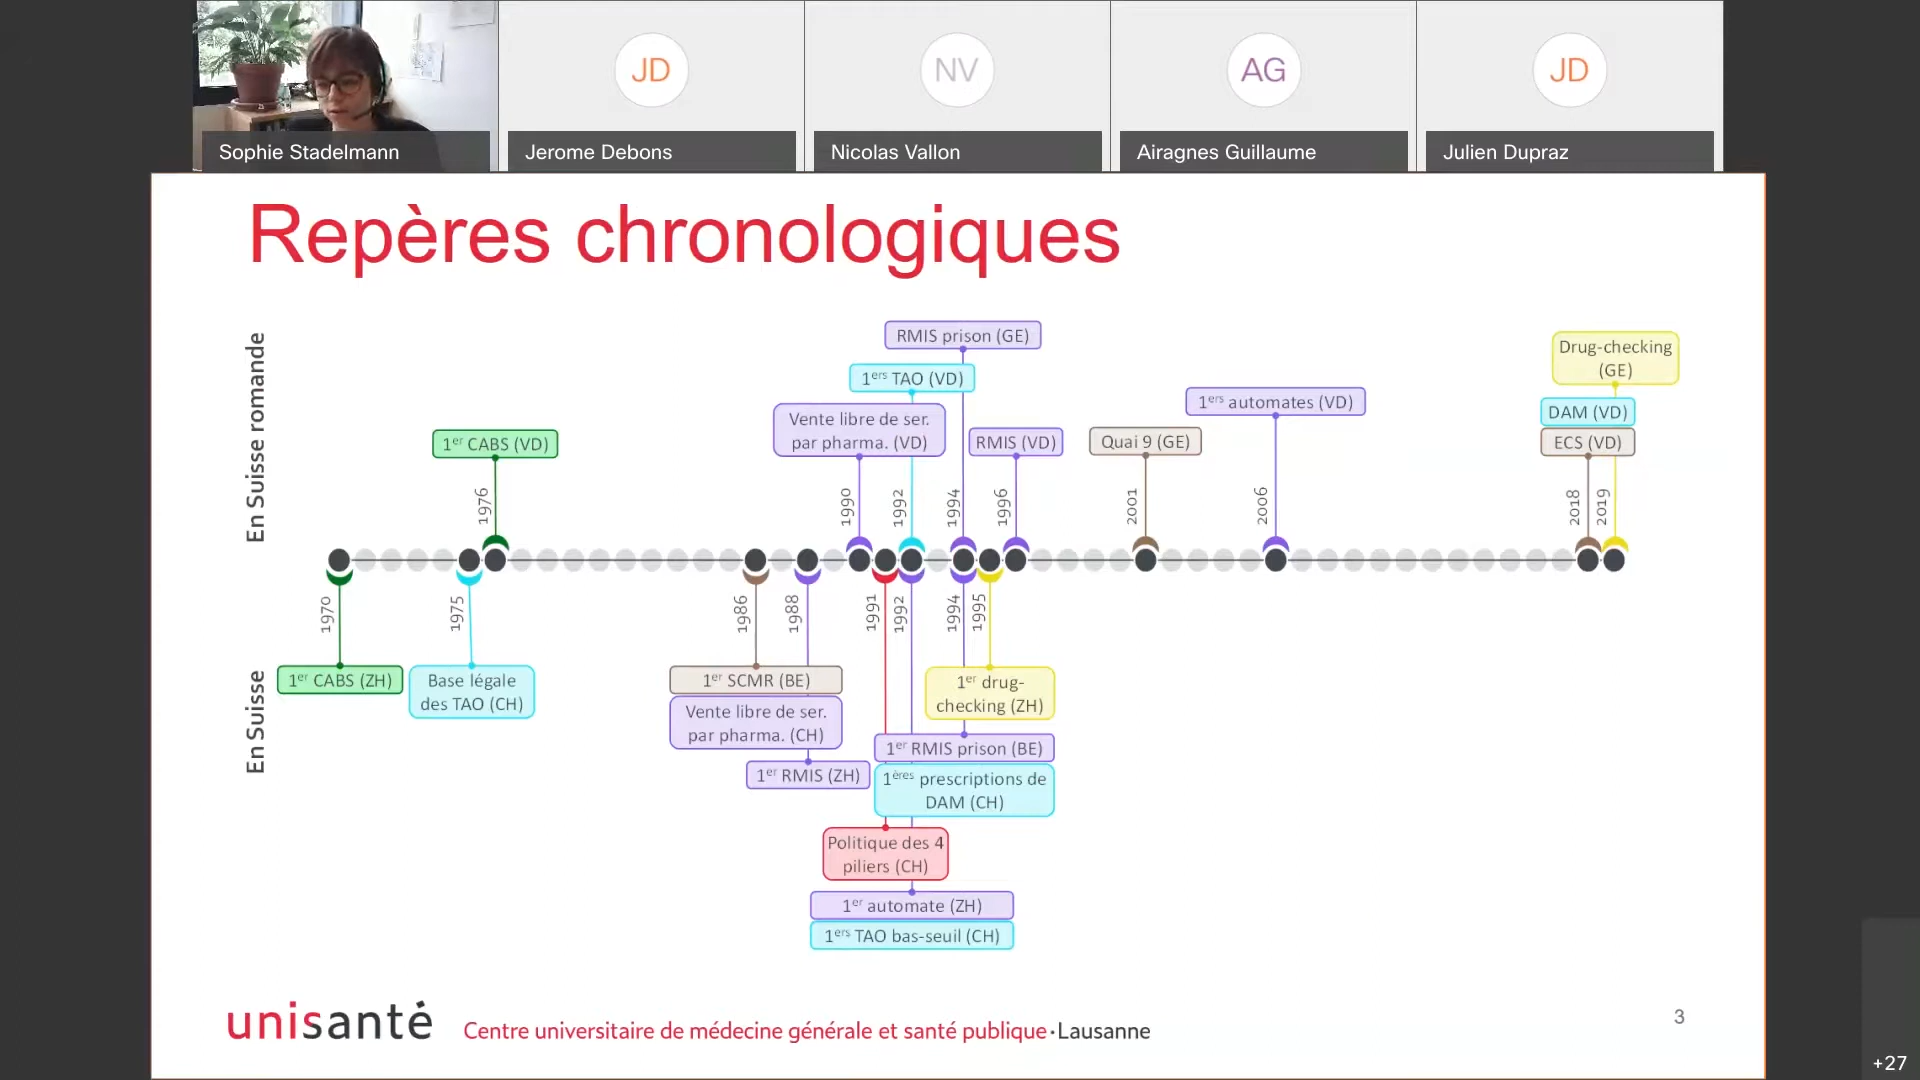 JD
NV
AG
JD
Sophie Stadelmann
Jerome Debons
Nicolas Vallon
Airagnes Guillaume
Julien Dupraz
Repères chronologiques
En Suisse romande
RMIS prison (GE)
1ers TAO (VD)
Vente libre de ser.
par pharma. (VD)
RMIS (VD)
1er CABS (VD)
Quai 9 (GE)
1ers automates (VD)
Drug-checking
(GE)
DAM (VD)
ECS (VD)
1976
1990
1992
1994
1996
2001
2006
2018
2019
1970
1975
1986
1988
1991
1992
1994
1995
En Suisse
1er CABS (ZH)
Base légale
des TAO (CH)
1er SCMR (BE)
Vente libre de ser.
par pharma. (CH)
1er RMIS (ZH)
1er drug-
checking (ZH)
1er RMIS prison (BE)
1ères prescriptions de
DAM (CH)
Politique des 4
piliers (CH)
1er automate (ZH)
1ers TAO bas-seuil (CH)
unisanté
Centre universitaire de médecine générale et santé publique · Lausanne
3
+27